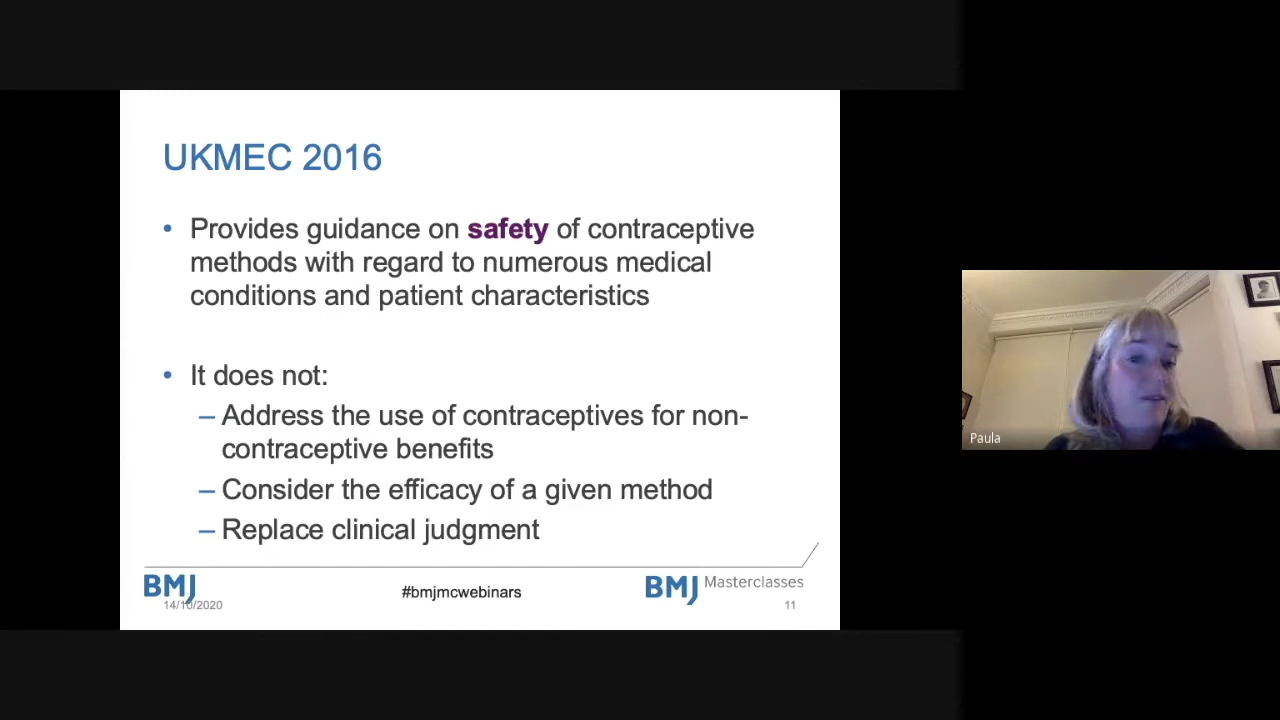 UKMEC 2016
• Provides guidance on safety of contraceptive
methods with regard to numerous medical
conditions and patient characteristics
• It does not:
– Address the use of contraceptives for non-
contraceptive benefits
– Consider the efficacy of a given method
– Replace clinical judgment
BMJ
14/10/2020
#bmjmcwebinars
BMJ Masterclasses
11
Paula